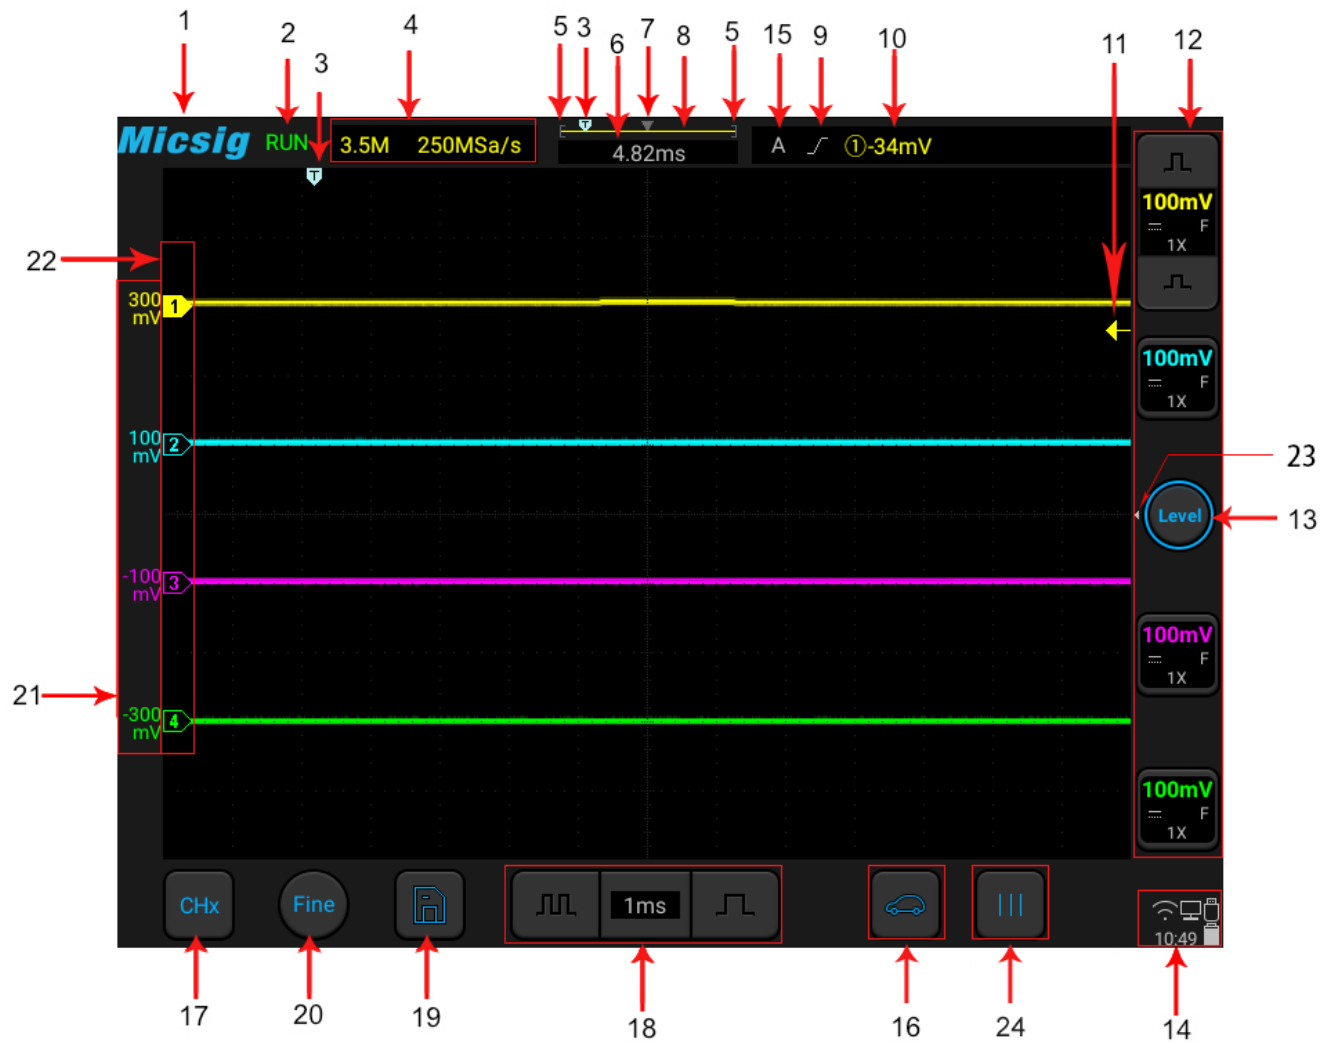 1
2
3
4
5
3
6
7
8
5
15
9
10
11
12
Micsig
RUN
3.5M 250MSa/s
T
4.82ms
A
①-34mV
T
100mV
F
1X
22
300
mV
1
100mV
F
1X
100
mV
2
23
Level
13
-100
mV
3
100mV
F
1X
21
-300
mV
4
100mV
F
1X
CHx
Fine
1ms
10:49
17
20
19
18
16
24
14